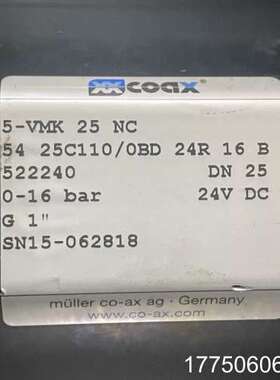 coax
5-VMK 25 NC
54 25C110/0BD 24R 16 B
522240 DN 25
0-16 bar 24V DC
G 1"
SN15-062818
müller co-ax ag · Germany
www.co-ax.com
17750606